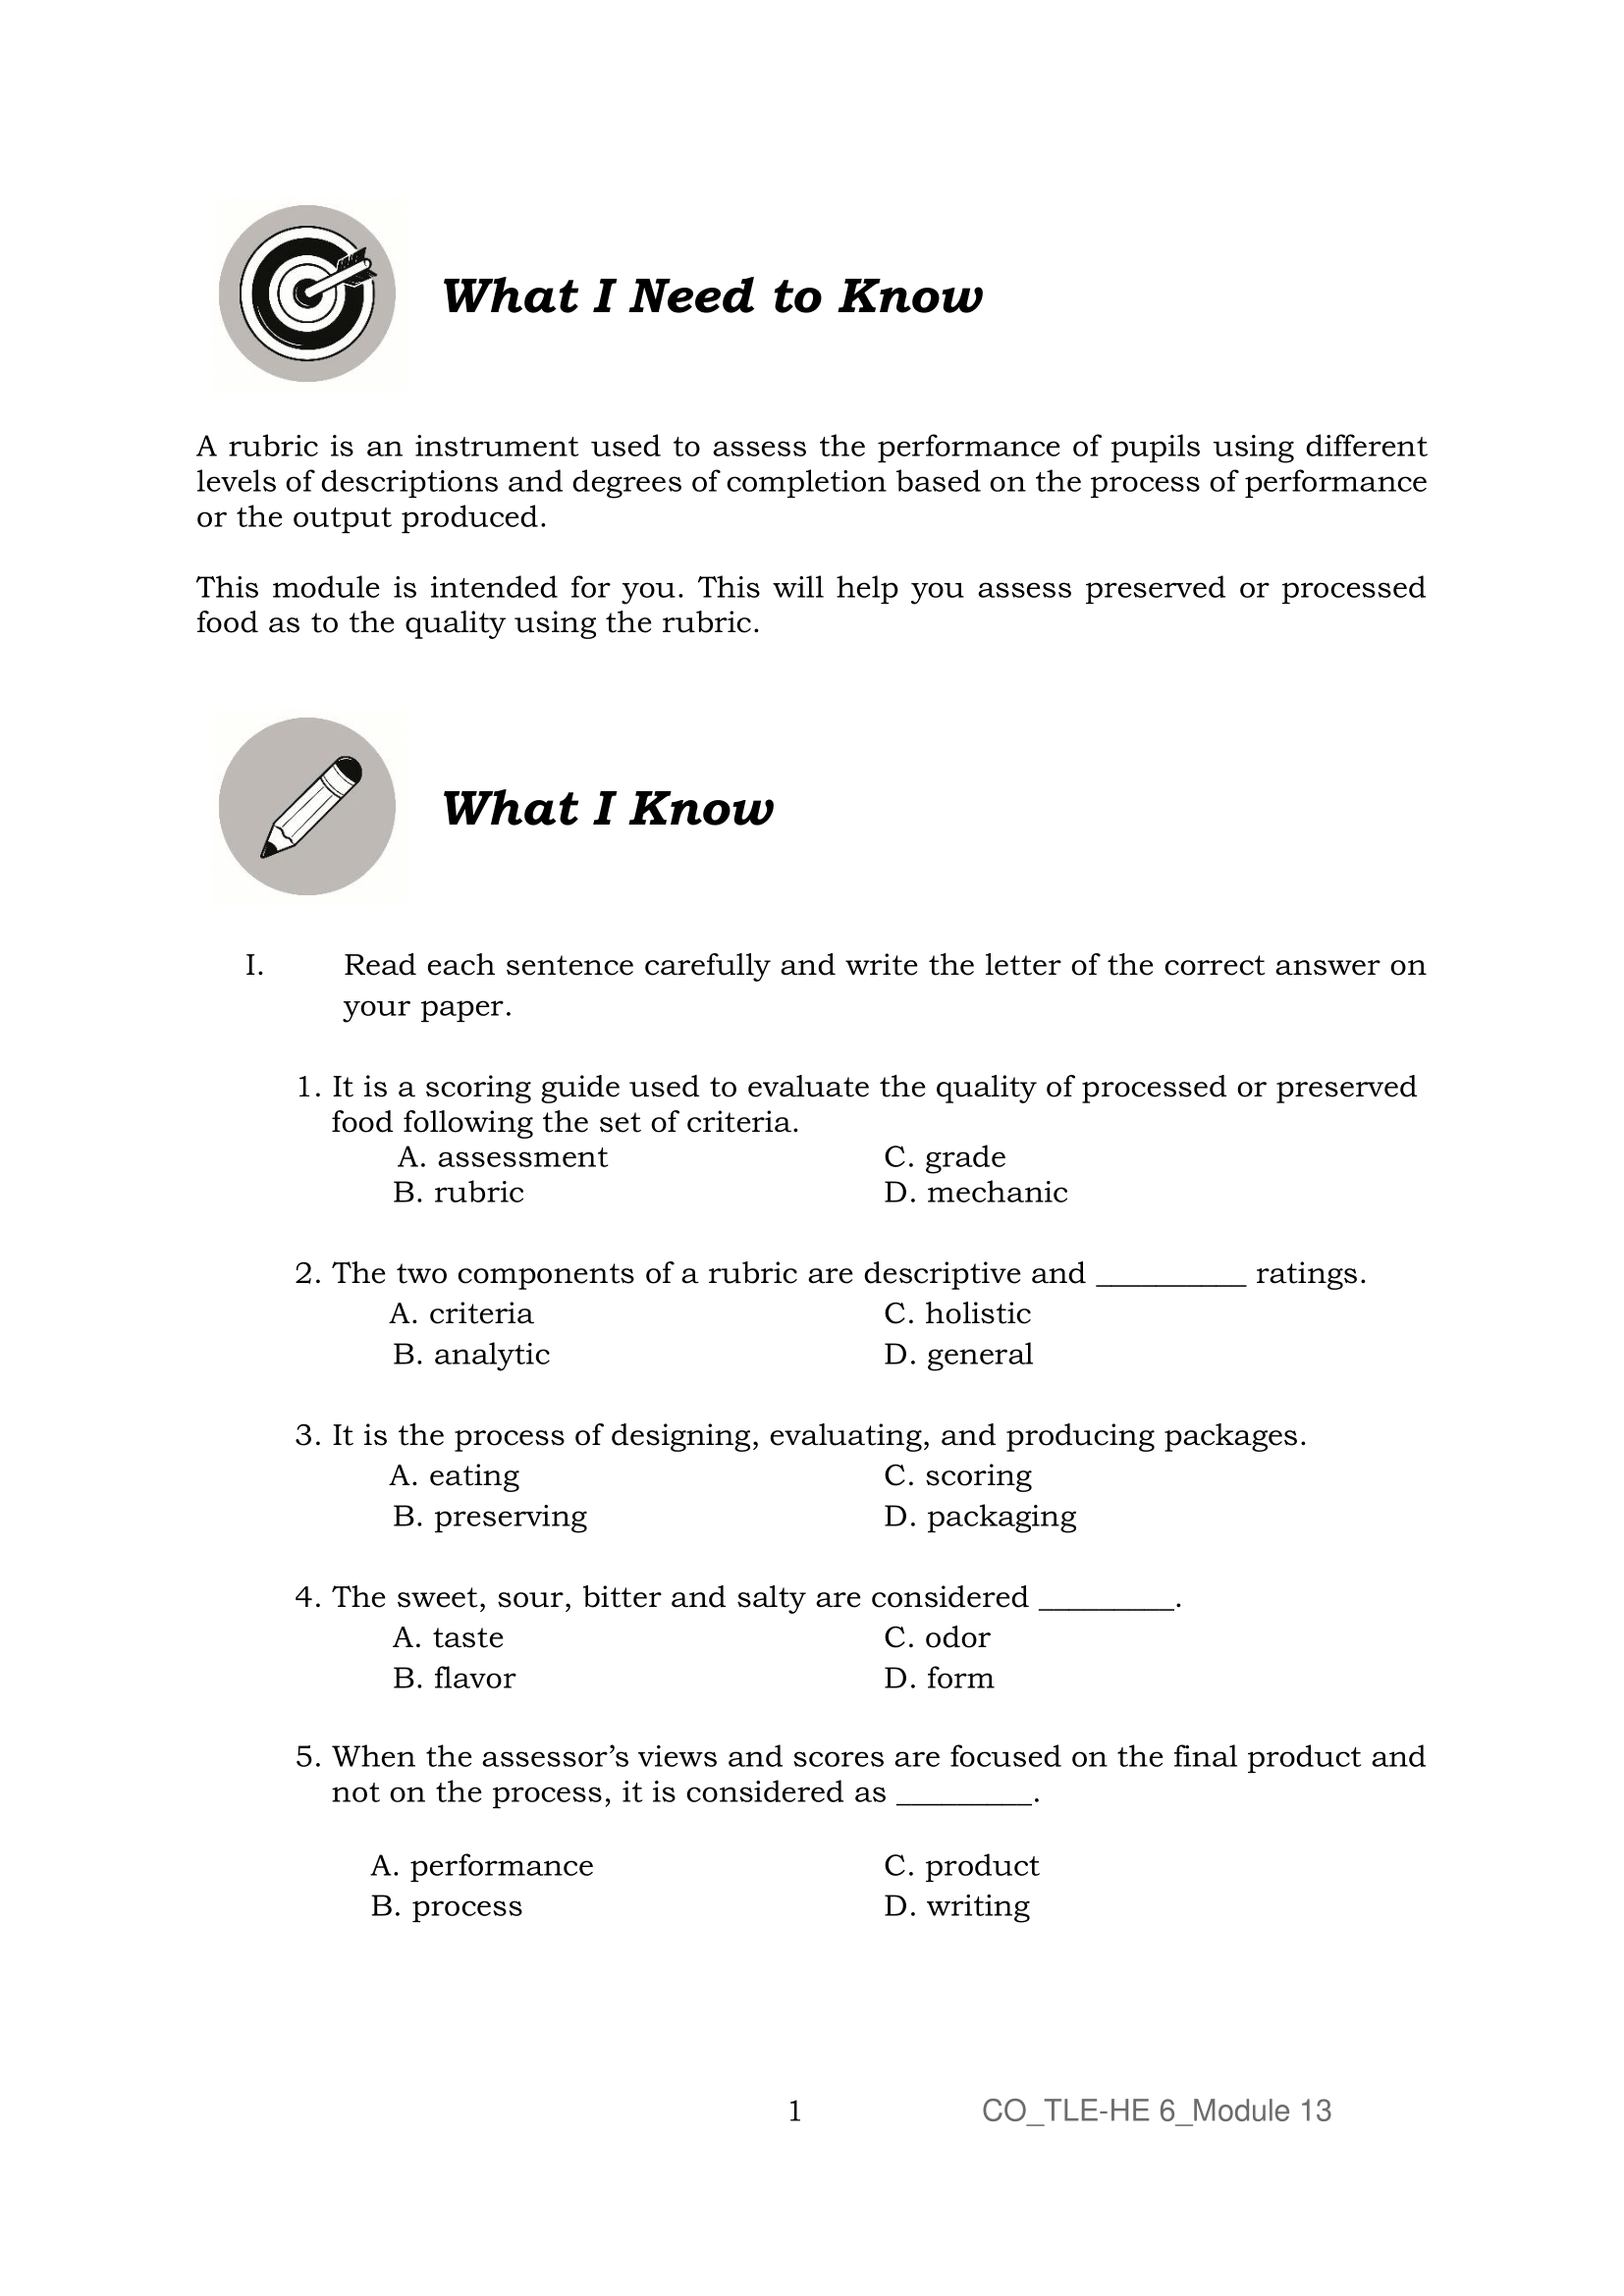 What I Need to Know
A rubric is an instrument used to assess the performance of pupils using different
levels of descriptions and degrees of completion based on the process of performance
or the output produced.
This module is intended for you. This will help you assess preserved or processed
food as to the quality using the rubric.
What I Know
I. Read each sentence carefully and write the letter of the correct answer on
your paper.
1. It is a scoring guide used to evaluate the quality of processed or preserved
food following the set of criteria.
A. assessment C. grade
B. rubric D. mechanic
2. The two components of a rubric are descriptive and __________ ratings.
A. criteria C. holistic
B. analytic D. general
3. It is the process of designing, evaluating, and producing packages.
A. eating C. scoring
B. preserving D. packaging
4. The sweet, sour, bitter and salty are considered _________.
A. taste C. odor
B. flavor D. form
5. When the assessor’s views and scores are focused on the final product and
not on the process, it is considered as _________.
A. performance C. product
B. process D. writing
1 CO_TLE-HE 6_Module 13